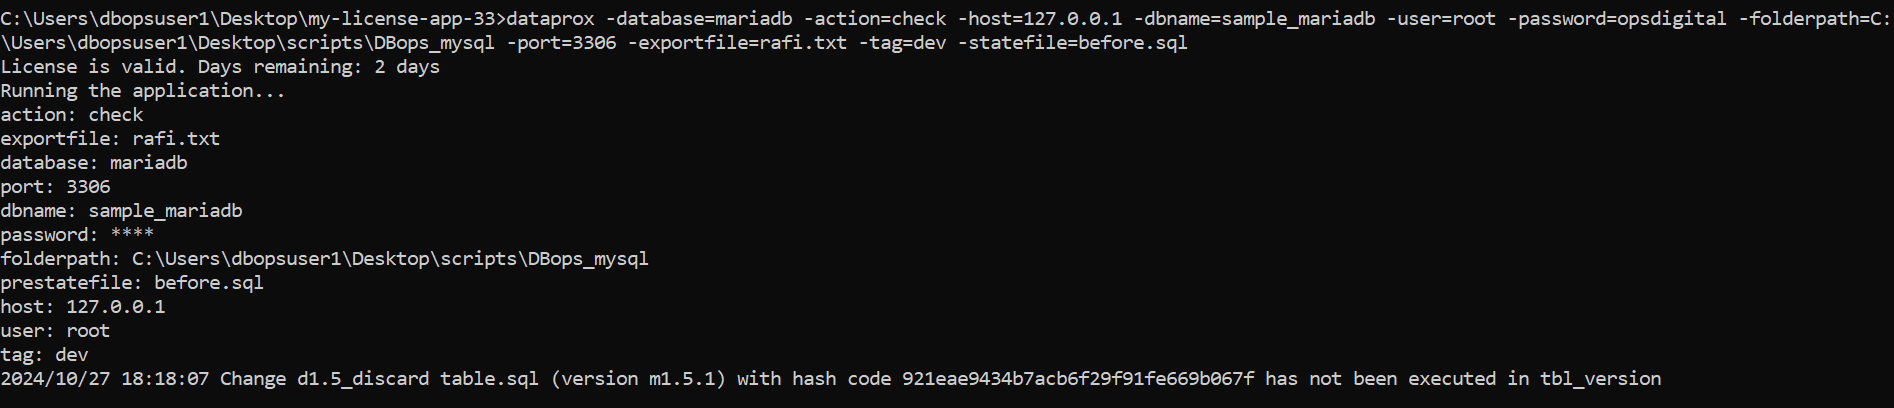 C:\Users\dbopsuser1\Desktop\my-license-app-33>dataprox -database=mariadb -action=check -host=127.0.0.1 -dbname=sample_mariadb -user=root -password=opsdigital -folderpath=C:
\Users\dbopsuser1\Desktop\scripts\DBops_mysql -port=3306 -exportfile=rafi.txt -tag=dev -statefile=before.sql
License is valid. Days remaining: 2 days
Running the application...
action: check
exportfile: rafi.txt
database: mariadb
port: 3306
dbname: sample_mariadb
password: ****
folderpath: C:\Users\dbopsuser1\Desktop\scripts\DBops_mysql
prestatefile: before.sql
host: 127.0.0.1
user: root
tag: dev
2024/10/27 18:18:07 Change d1.5_discard table.sql (version m1.5.1) with hash code 921eae9434b7acb6f29f91fe669b067f has not been executed in tbl_version